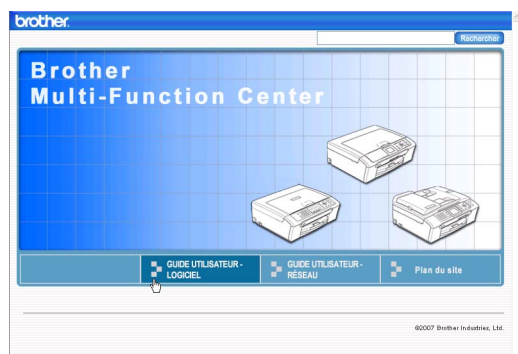 brother
Rechercher
Brother
Multi-Function Center
GUIDE UTILISATEUR -
LOGICIEL
GUIDE UTILISATEUR -
RÉSEAU
Plan du site
©2007 Brother Industries, Ltd.